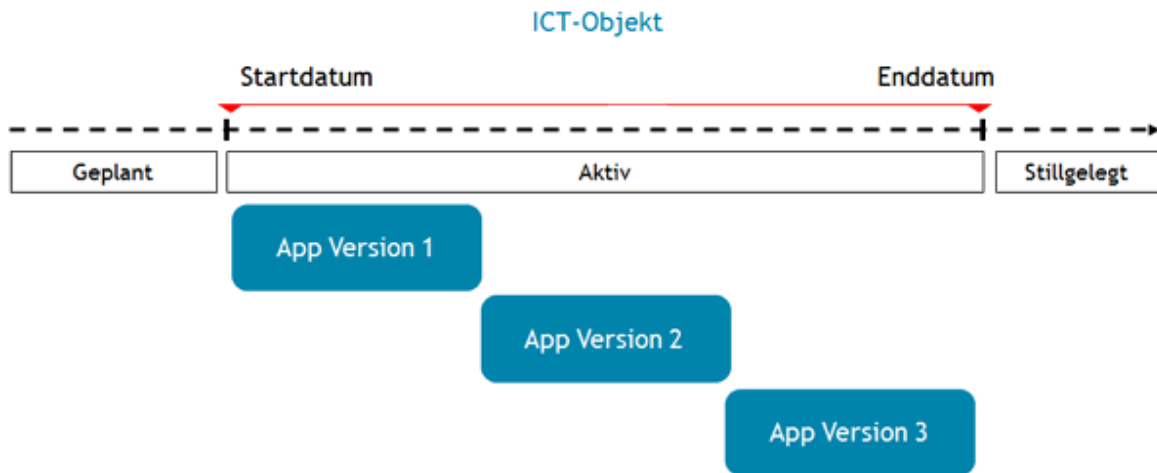 ICT-Objekt
Startdatum Enddatum
Geplant Aktiv Stillgelegt
App Version 1
App Version 2
App Version 3